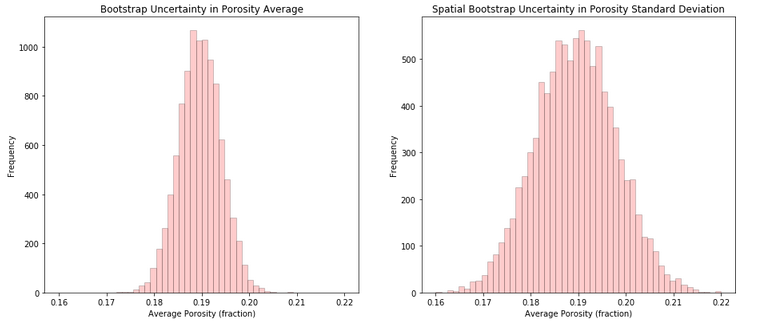 Bootstrap Uncertainty in Porosity Average
Frequency
1000
800
600
400
200
0
0.16 0.17 0.18 0.19 0.20 0.21 0.22
Average Porosity (fraction)
Spatial Bootstrap Uncertainty in Porosity Standard Deviation
Frequency
500
400
300
200
100
0
0.16 0.17 0.18 0.19 0.20 0.21 0.22
Average Porosity (fraction)